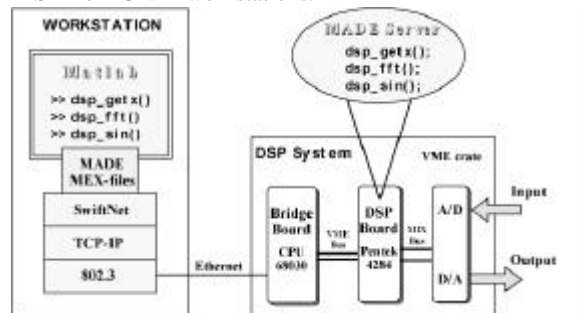 WORKSTATION
Matlab
>> dsp_getx()
>> dsp_fft()
>> dsp_sin()
MADE
MEX-files
SwiftNet
TCP-IP
802.3
Ethernet
MADE Server
dsp_getx();
dsp_fft();
dsp_sin();
DSP System
VME crate
Bridge
Board
CPU
68030
VME
Bus
DSP
Board
Pentek
4284
MIX
Bus
A/D
D/A
Input
Output